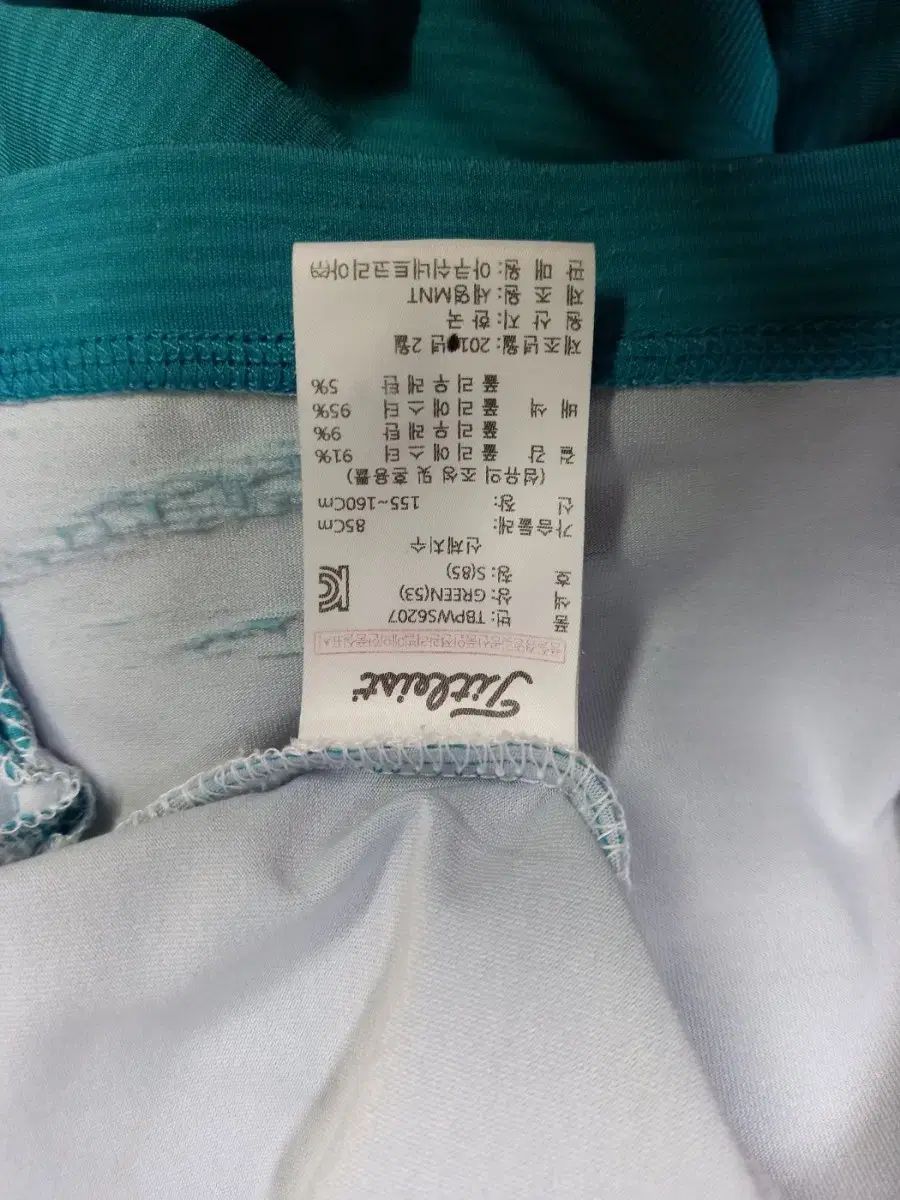 Titleist
품 번: TBPWS6207
색 상: GREEN(53)
호 칭: S(85)
신체치수
가슴둘레: 85Cm
신 장: 155~160Cm
(섬유의 조성 및 혼용률)
겉 감 폴리에스터 91%
폴리우레탄 9%
배 색 폴리에스터 95%
폴리우레탄 5%
제조년월: 201 년 2월
원 산 지: 한 국
제 조 원: 세영MNT
판 매 원: 아쿠쉬네트코리아㈜